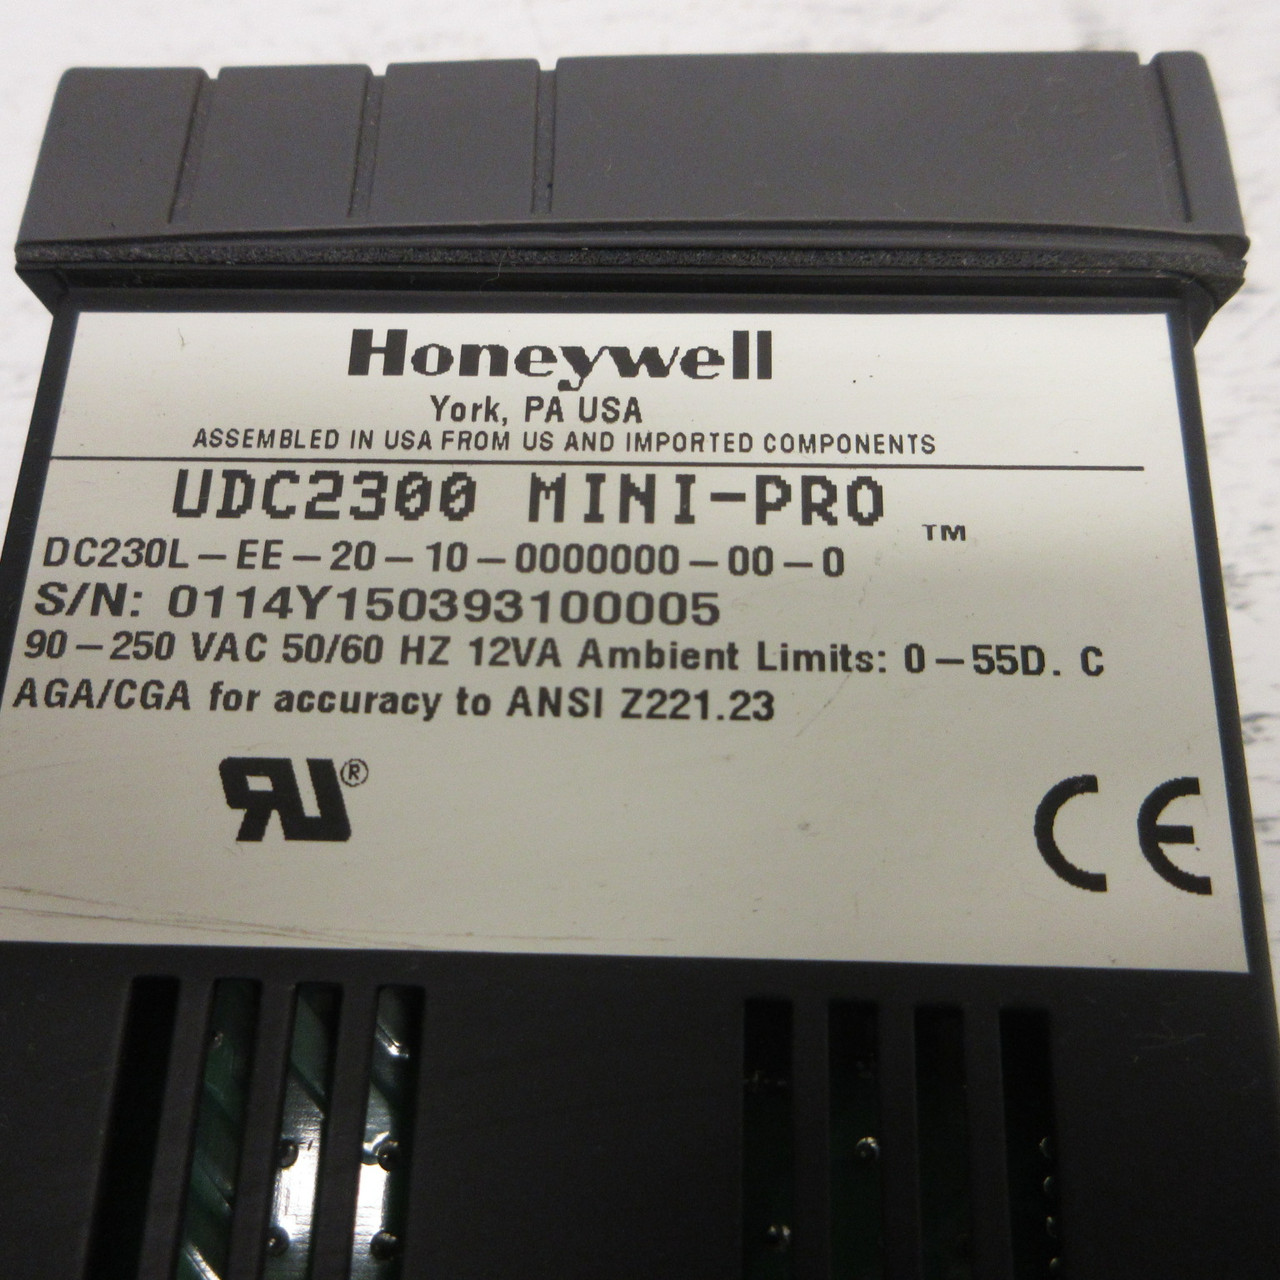 Honeywell
York, PA USA
ASSEMBLED IN USA FROM US AND IMPORTED COMPONENTS
UDC2300 MINI-PRO TM
DC230L-EE-20-10-0000000-00-0
S/N: 0114Y150393100005
90-250 VAC 50/60 HZ 12VA Ambient Limits: 0-55D. C
AGA/CGA for accuracy to ANSI Z221.23
RU®
CE